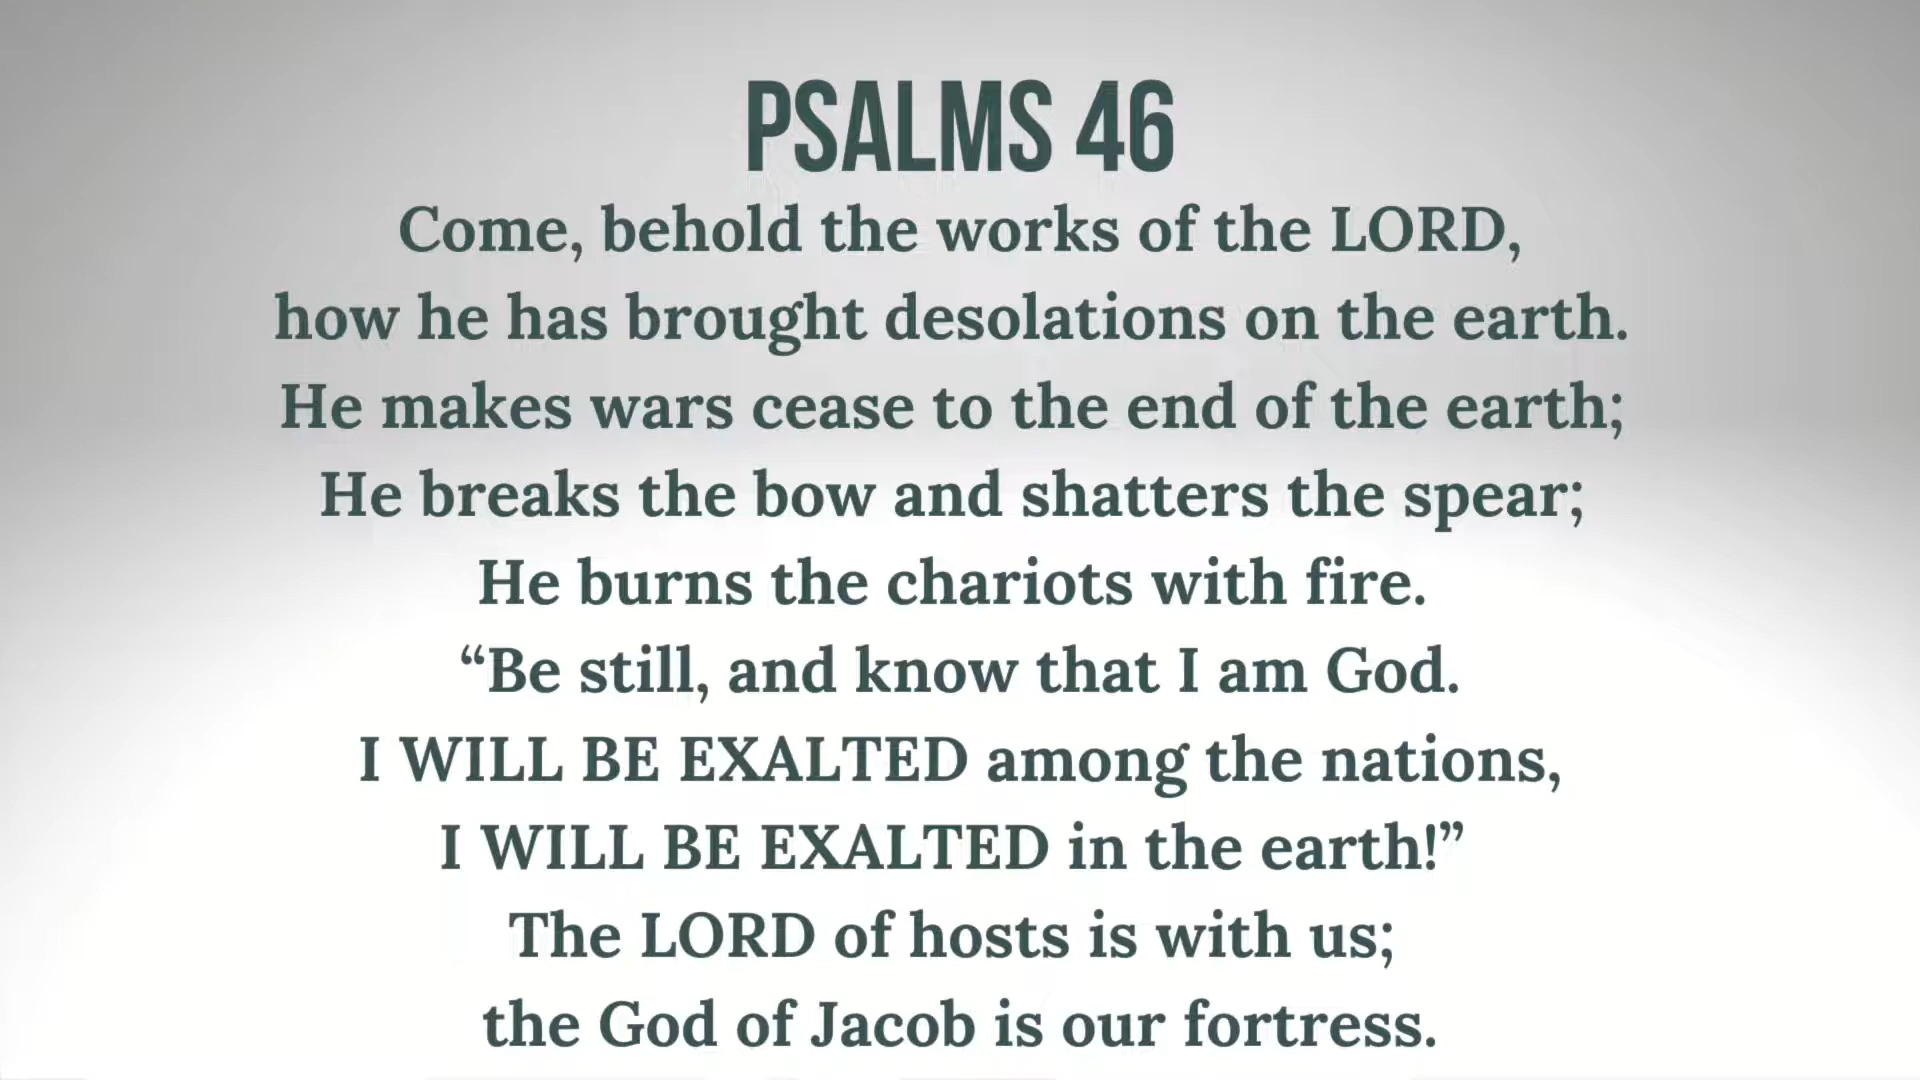 PSALMS 46
Come, behold the works of the LORD,
how he has brought desolations on the earth.
He makes wars cease to the end of the earth;
He breaks the bow and shatters the spear;
He burns the chariots with fire.
“Be still, and know that I am God.
I WILL BE EXALTED among the nations,
I WILL BE EXALTED in the earth!”
The LORD of hosts is with us;
the God of Jacob is our fortress.